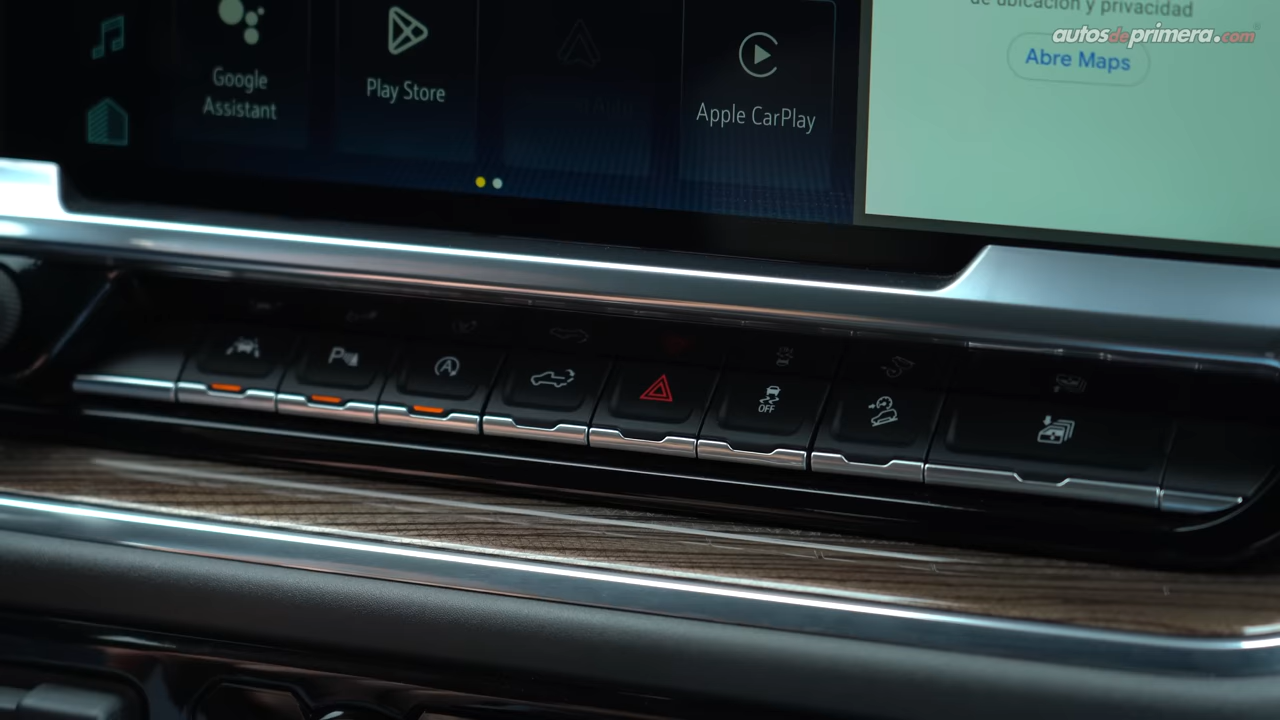 de ubicación y privacidad
autosdeprimera.com
Abre Maps
Google
Assistant
Play Store
Apple CarPlay
P
A
OFF